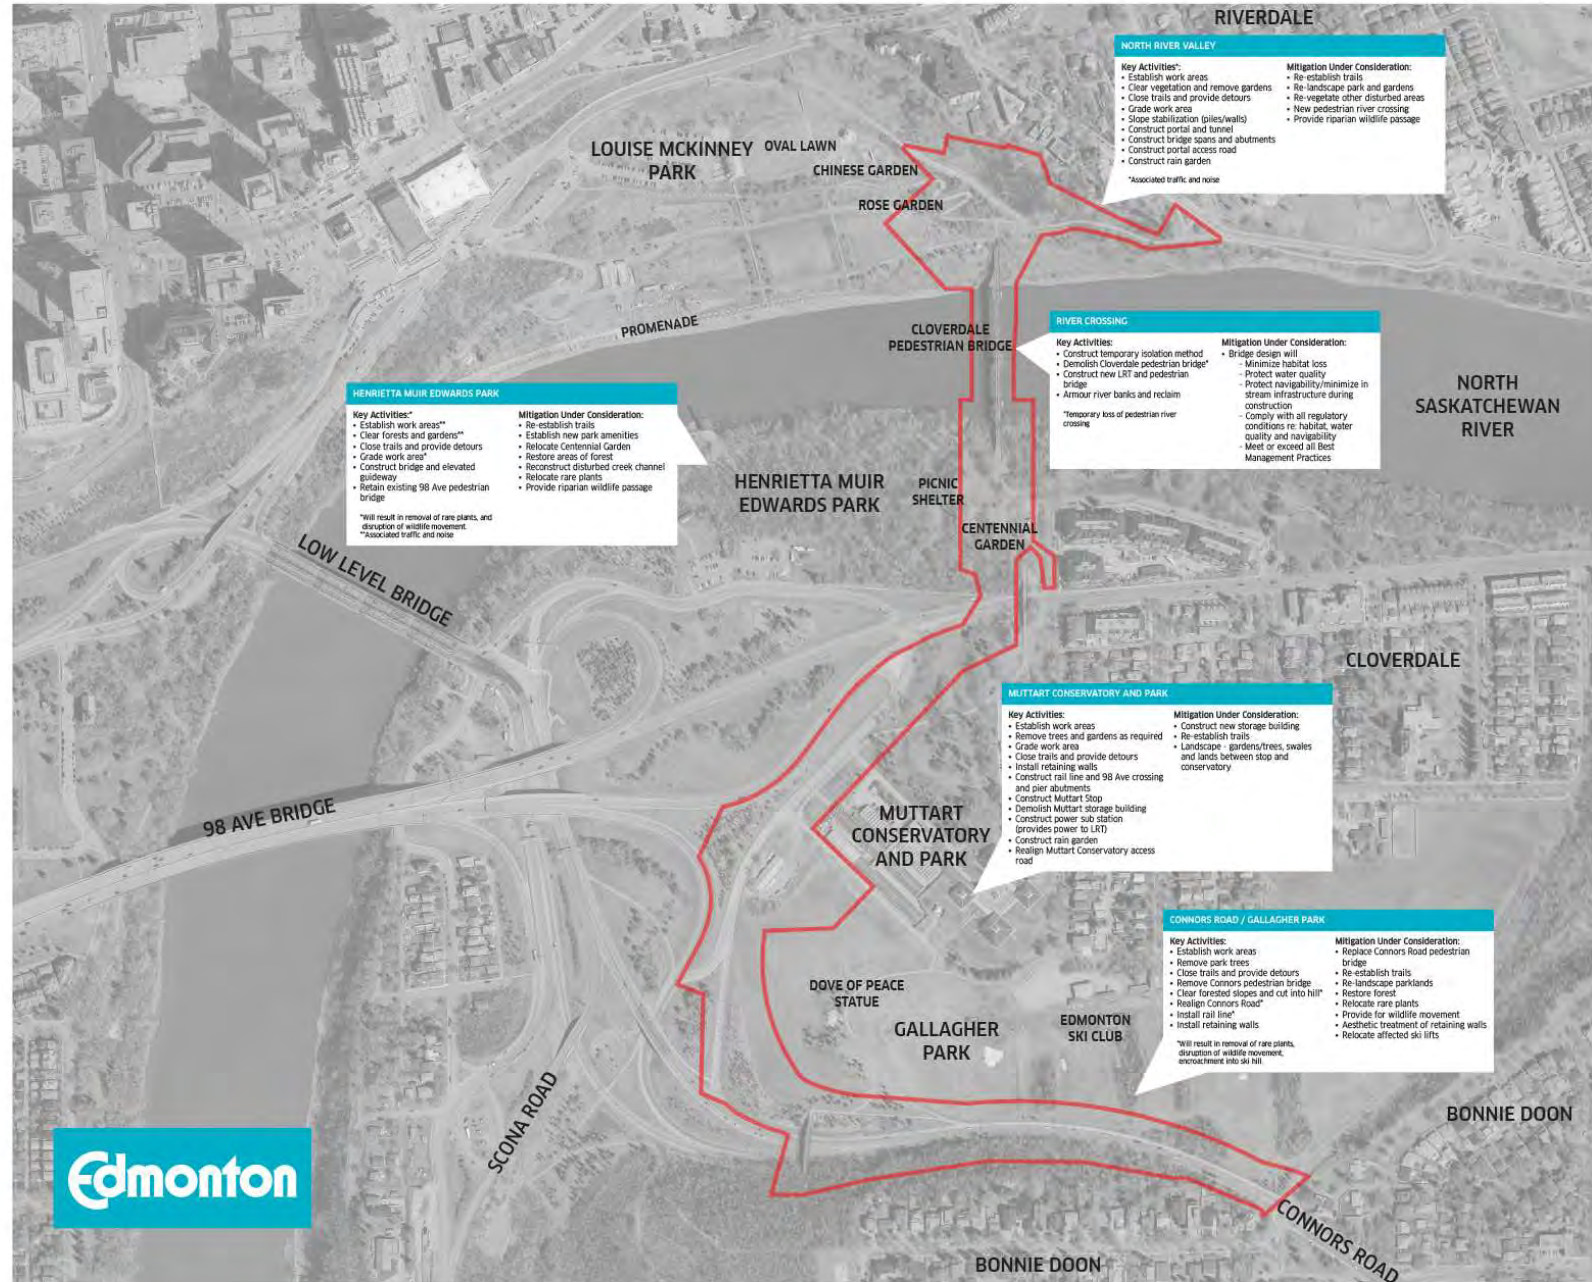 RIVERDALE
NORTH RIVER VALLEY
Key Activities*:
• Establish work areas
• Clear vegetation and remove gardens
• Close trails and provide detours
• Grade work area
• Slope stabilization (piles/walls)
• Construct portal and tunnel
• Construct bridge spans and abutments
• Construct portal access road
• Construct rain garden
*Associated traffic and noise
Mitigation Under Consideration:
• Re-establish trails
• Re-landscape park and gardens
• Re-vegetate other disturbed areas
• New pedestrian river crossing
• Provide riparian wildlife passage
LOUISE MCKINNEY
PARK
OVAL LAWN
CHINESE GARDEN
ROSE GARDEN
PROMENADE
CLOVERDALE
PEDESTRIAN BRIDGE
RIVER CROSSING
Key Activities:
• Construct temporary isolation method
• Demolish Cloverdale pedestrian bridge*
• Construct new LRT and pedestrian
bridge
• Armour river banks and reclaim
*Temporary loss of pedestrian river
crossing
Mitigation Under Consideration:
• Bridge design will
- Minimize habitat loss
- Protect water quality
- Protect navigability/minimize in
stream infrastructure during
construction
- Comply with all regulatory
conditions re: habitat, water
quality and navigability
- Meet or exceed all Best
Management Practices
NORTH
SASKATCHEWAN
RIVER
HENRIETTA MUIR EDWARDS PARK
Key Activities:*
• Establish work areas**
• Clear forests and gardens**
• Close trails and provide detours
• Grade work area*
• Construct bridge and elevated
guideway
• Retain existing 98 Ave pedestrian
bridge
*Will result in removal of rare plants, and
disruption of wildlife movement.
**Associated traffic and noise
Mitigation Under Consideration:
• Re-establish trails
• Establish new park amenities
• Relocate Centennial Garden
• Restore areas of forest
• Reconstruct disturbed creek channel
• Relocate rare plants
• Provide riparian wildlife passage
HENRIETTA MUIR
EDWARDS PARK
PICNIC
SHELTER
CENTENNIAL
GARDEN
LOW LEVEL BRIDGE
CLOVERDALE
MUTTART CONSERVATORY AND PARK
Key Activities:
• Establish work areas
• Remove trees and gardens as required
• Grade work area
• Close trails and provide detours
• Install retaining walls
• Construct rail line and 98 Ave crossing
and pier abutments
• Construct Muttart Stop
• Demolish Muttart storage building
• Construct power sub station
(provides power to LRT)
• Construct rain garden
• Realign Muttart Conservatory access
road
Mitigation Under Consideration:
• Construct new storage building
• Re-establish trails
• Landscape - gardens/trees, swales
and lands between stop and
conservatory
98 AVE BRIDGE
MUTTART
CONSERVATORY
AND PARK
CONNORS ROAD / GALLAGHER PARK
Key Activities:
• Establish work areas
• Remove park trees
• Close trails and provide detours
• Remove Connors pedestrian bridge
• Clear forested slopes and cut into hill*
• Realign Connors Road*
• Install rail line*
• Install retaining walls
*Will result in removal of rare plants,
disruption of wildlife movement,
encroachment into ski hill.
Mitigation Under Consideration:
• Replace Connors Road pedestrian
bridge
• Re-establish trails
• Re-landscape parklands
• Restore forest
• Relocate rare plants
• Provide for wildlife movement
• Aesthetic treatment of retaining walls
• Relocate affected ski lifts
DOVE OF PEACE
STATUE
GALLAGHER
PARK
EDMONTON
SKI CLUB
SCONA ROAD
BONNIE DOON
Edmonton
CONNORS ROAD
BONNIE DOON